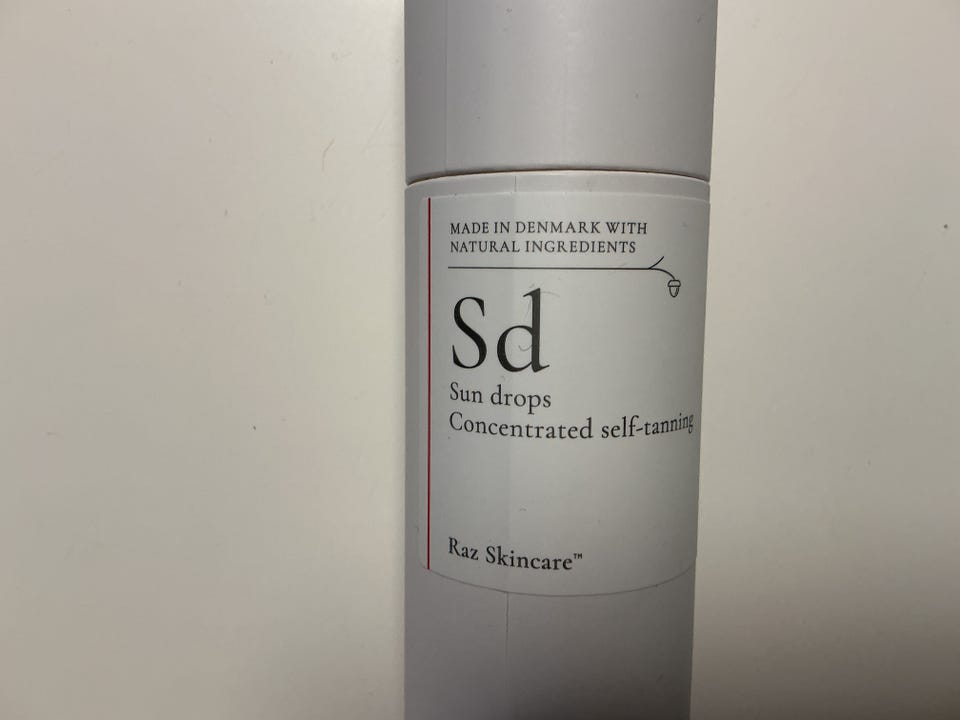 MADE IN DENMARK WITH
NATURAL INGREDIENTS
Sd
Sun drops
Concentrated self-tanning
Raz Skincare™